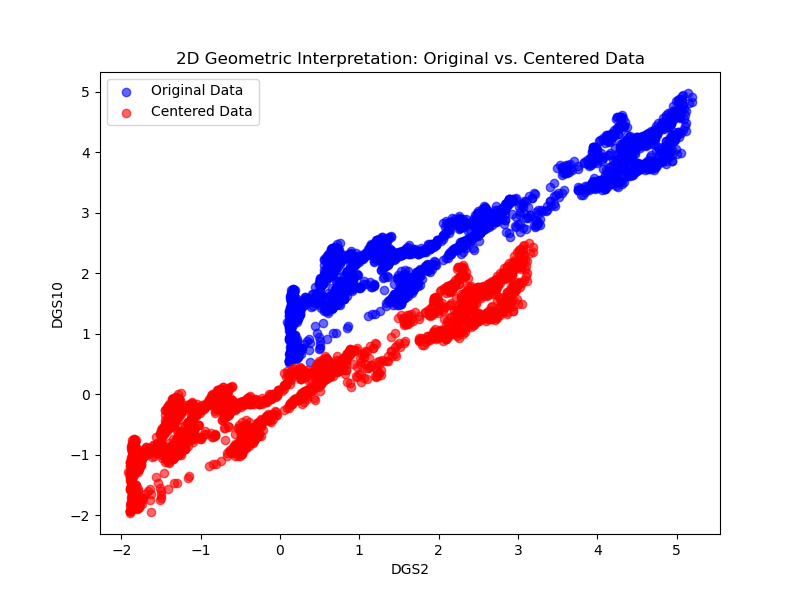 2D Geometric Interpretation: Original vs. Centered Data
Original Data
Centered Data
5
4
3
2
1
0
−1
−2
DGS10
−2 −1 0 1 2 3 4 5
DGS2